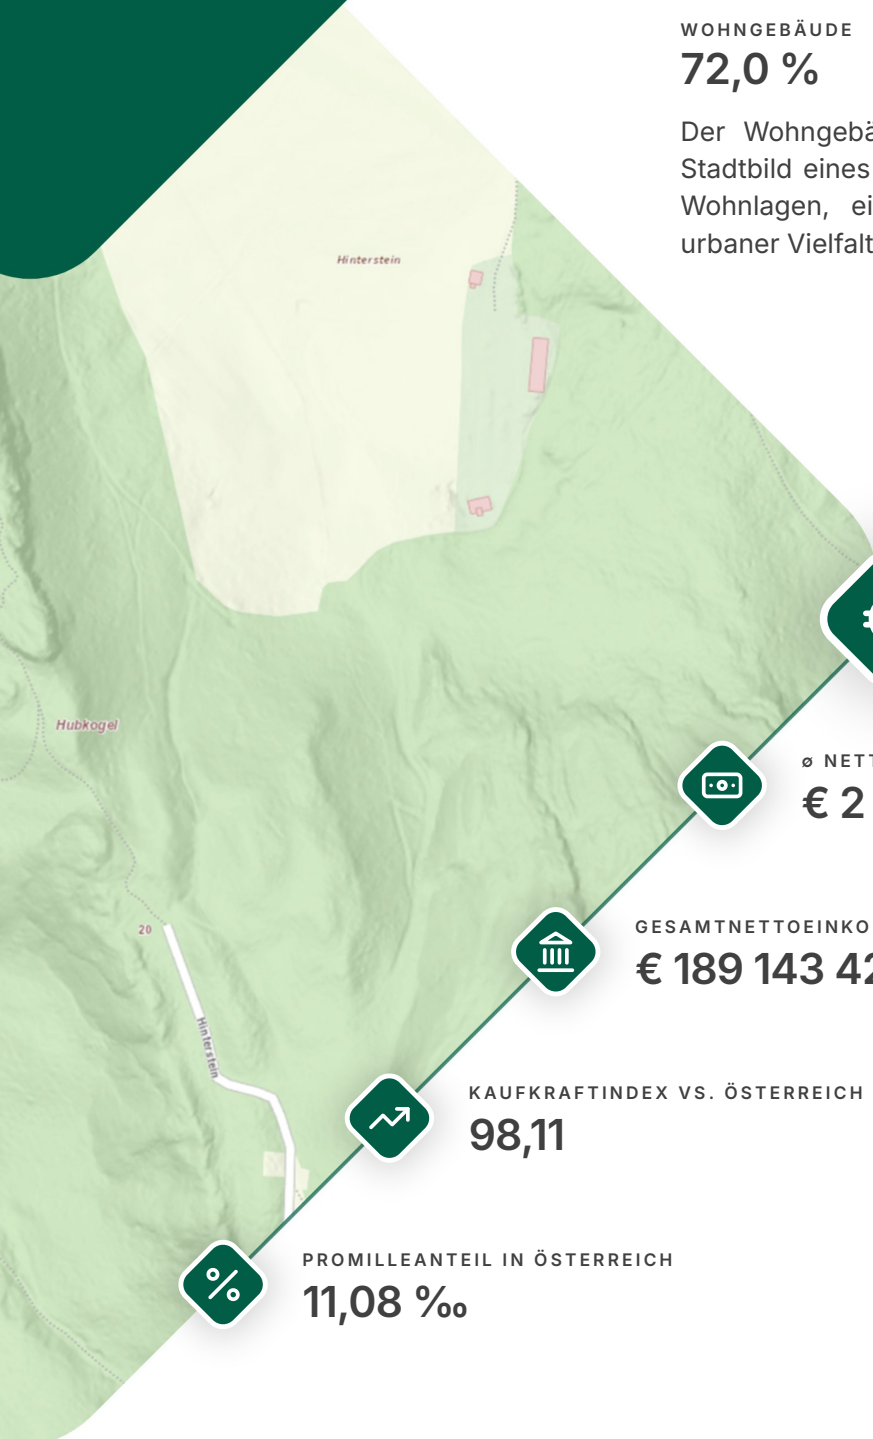 WOHNGEBÄUDE
72,0 %
Der Wohngebä
Stadtbild eines
Wohnlagen, ei
urbaner Vielfalt
Hinterstein
Hubkogel
ø NETT
€ 2
20
GESAMTNETTOEINKO
€ 189 143 42
Hinterstein
KAUFKRAFTINDEX VS. ÖSTERREICH
98,11
PROMILLEANTEIL IN ÖSTERREICH
11,08 ‰